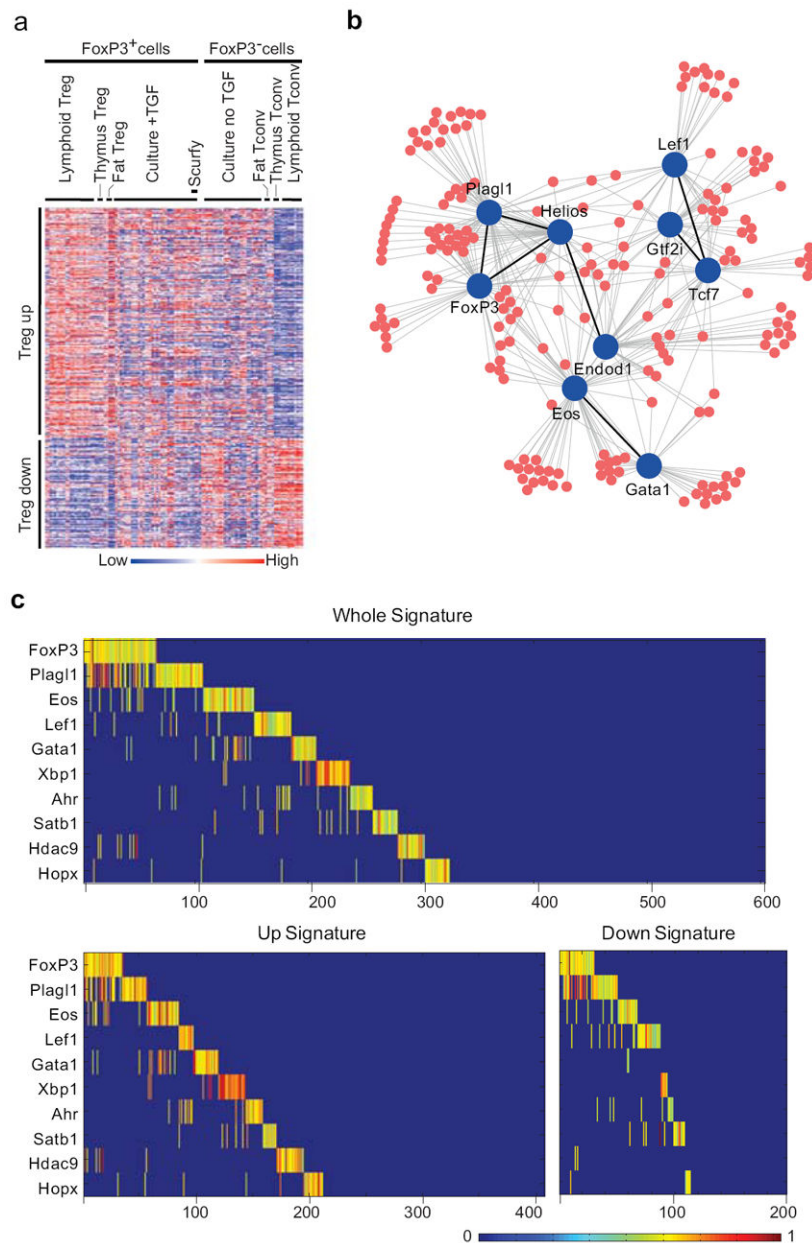 a
FoxP3+cells FoxP3-cells
Lymphoid Treg
Thymus Treg
Fat Treg
Culture +TGF
Scurfy
Culture no TGF
Fat Tconv
Thymus Tconv
Lymphoid Tconv
Treg up
Treg down
Low High
b
Lef1
Plagl1
Helios
Gtf2i
Tcf7
FoxP3
Endod1
Eos
Gata1
c
Whole Signature
FoxP3
Plagl1
Eos
Lef1
Gata1
Xbp1
Ahr
Satb1
Hdac9
Hopx
100 200 300 400 500 600
Up Signature Down Signature
FoxP3
Plagl1
Eos
Lef1
Gata1
Xbp1
Ahr
Satb1
Hdac9
Hopx
100 200 300 400 100 200
0 1